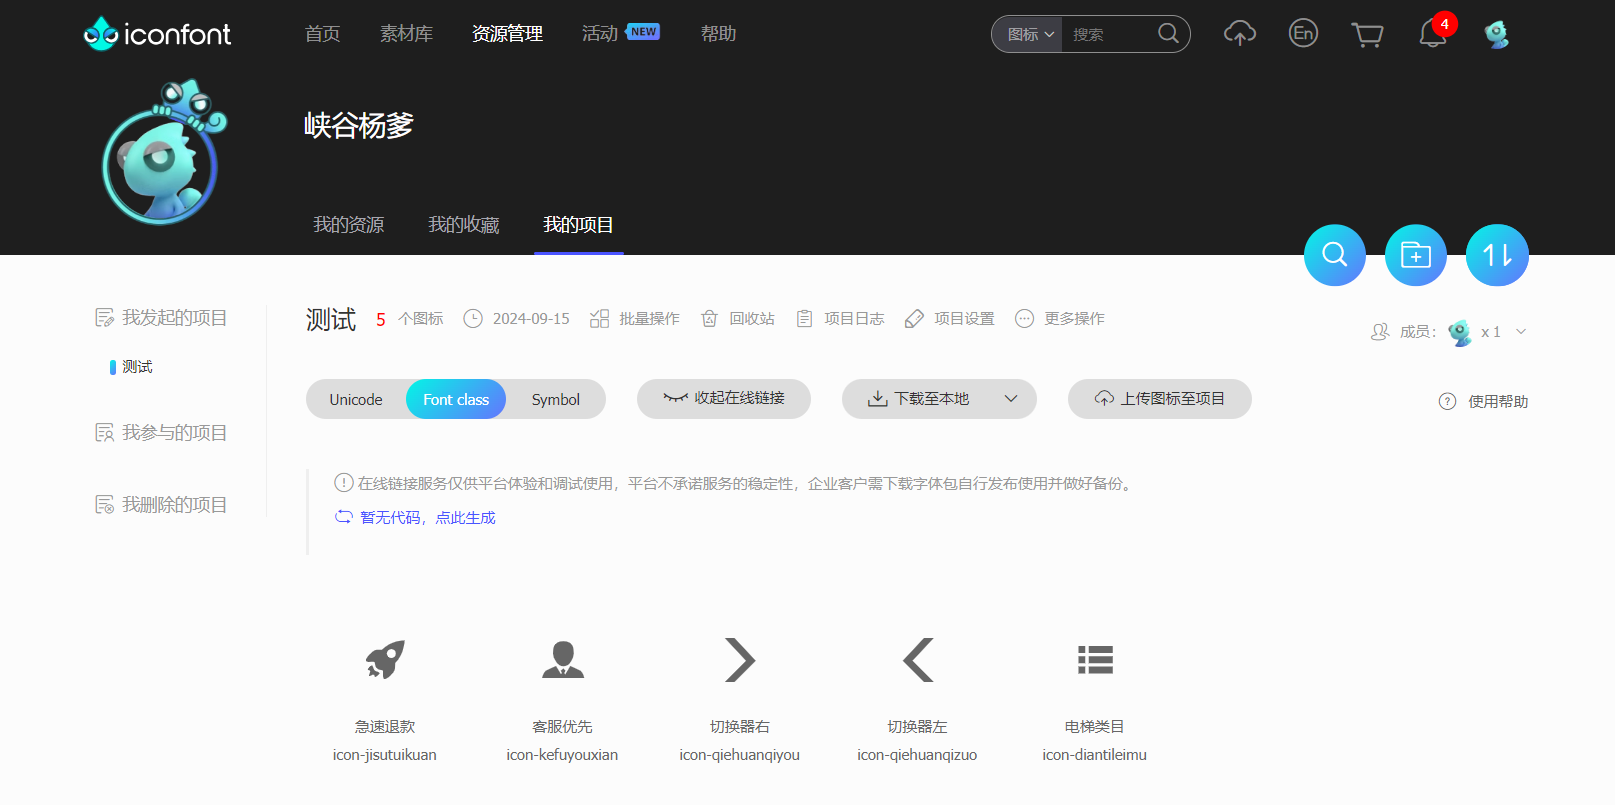 iconfont 首页 素材库 资源管理 活动 NEW 帮助 图标 搜索 En 4
峡谷杨爹
我的资源 我的收藏 我的项目
我发起的项目
测试
我参与的项目
我删除的项目
测试 5 个图标 2024-09-15 批量操作 回收站 项目日志 项目设置 更多操作 成员： x 1
Unicode Font class Symbol 收起在线链接 下载至本地 上传图标至项目 使用帮助
在线链接服务仅供平台体验和调试使用，平台不承诺服务的稳定性，企业客户需下载字体包自行发布使用并做好备份。
暂无代码，点此生成
急速退款 客服优先 切换器右 切换器左 电梯类目
icon-jisutuikuan icon-kefuyouxian icon-qiehuanqiyou icon-qiehuanqizuo icon-diantileimu